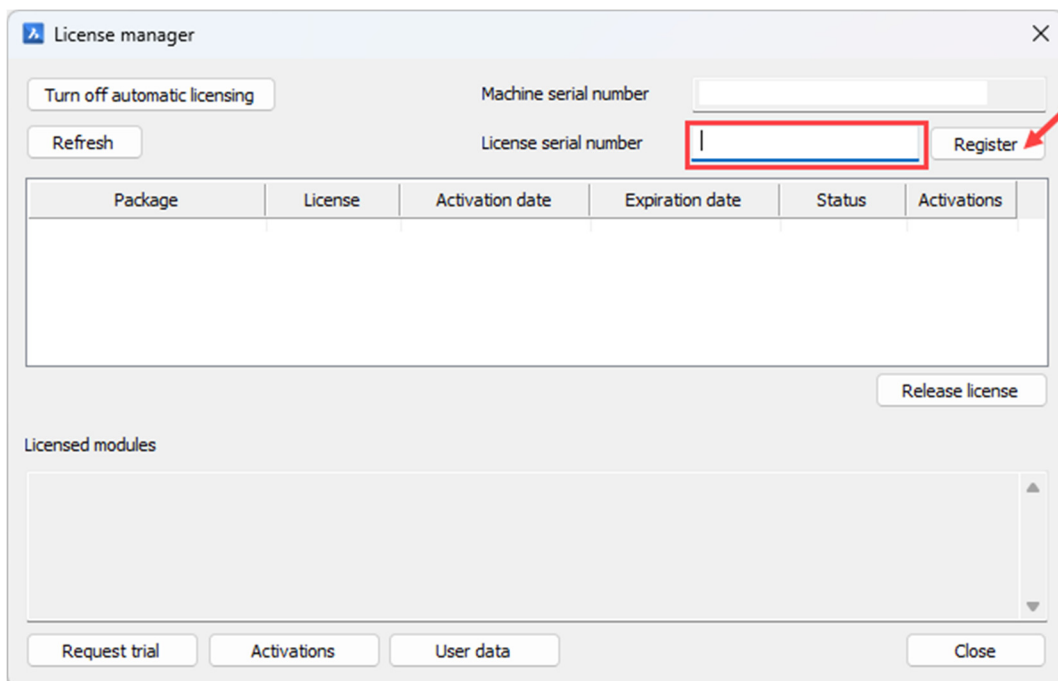 License manager
Turn off automatic licensing
Machine serial number
Refresh
License serial number
Register
Package License Activation date Expiration date Status Activations
Release license
Licensed modules
Request trial Activations User data Close